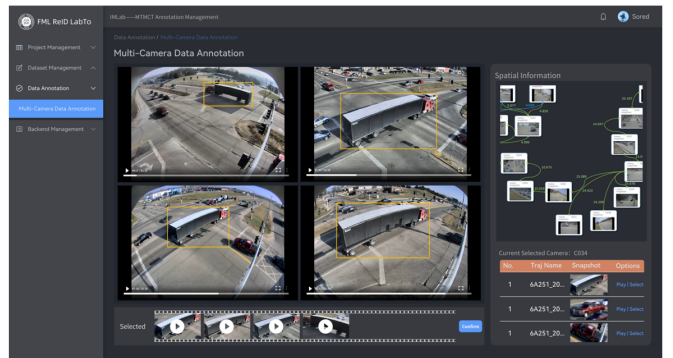 FML ReID LabTo
IMLab——MTMCT Annotation Management
Sored
Project Management
Dataset Management
Data Annotation
Multi-Camera Data Annotation
Backend Management
Data Annotation / Multi-Camera Data Annotation
Multi-Camera Data Annotation
Spatial Information
Current Selected Camera: C034
No. Traj Name Snapshot Options
1 6A251_20... Play | Select
1 6A251_20... Play | Select
1 6A251_20... Play | Select
Selected
Confirm